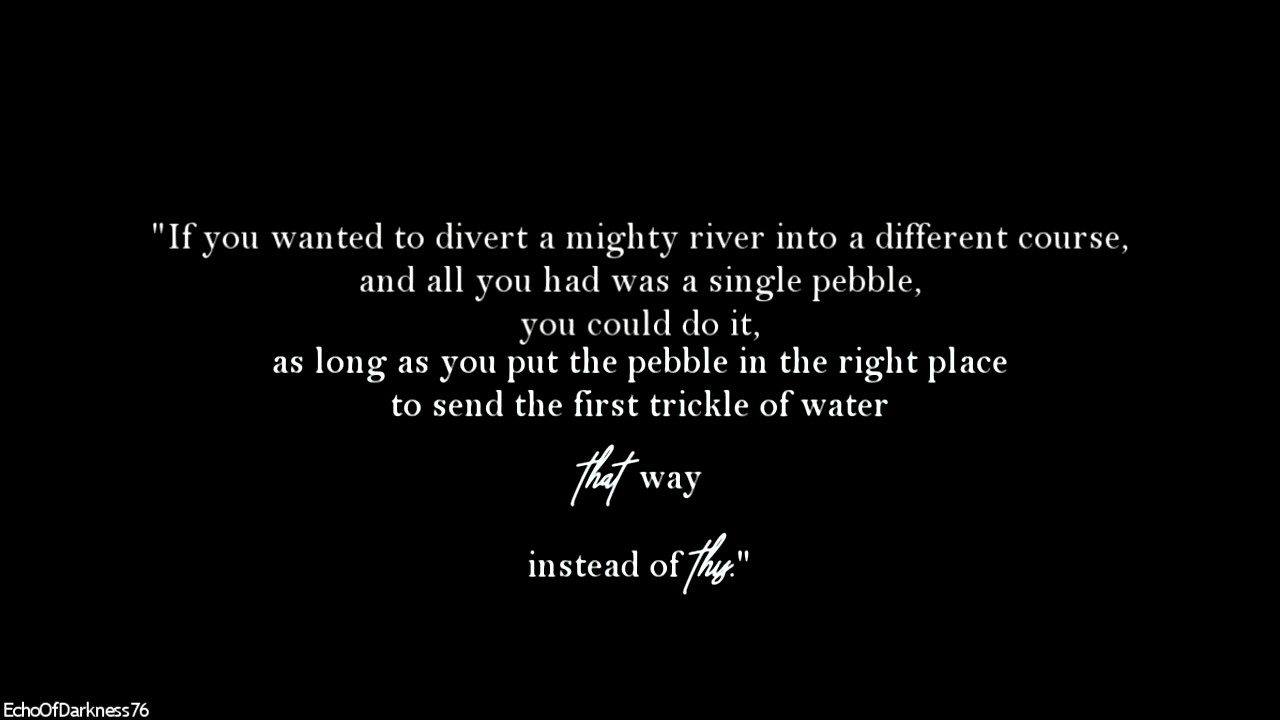 "If you wanted to divert a mighty river into a different course,
and all you had was a single pebble,
you could do it,
as long as you put the pebble in the right place
to send the first trickle of water
that way
instead of this."
EchoOfDarkness76